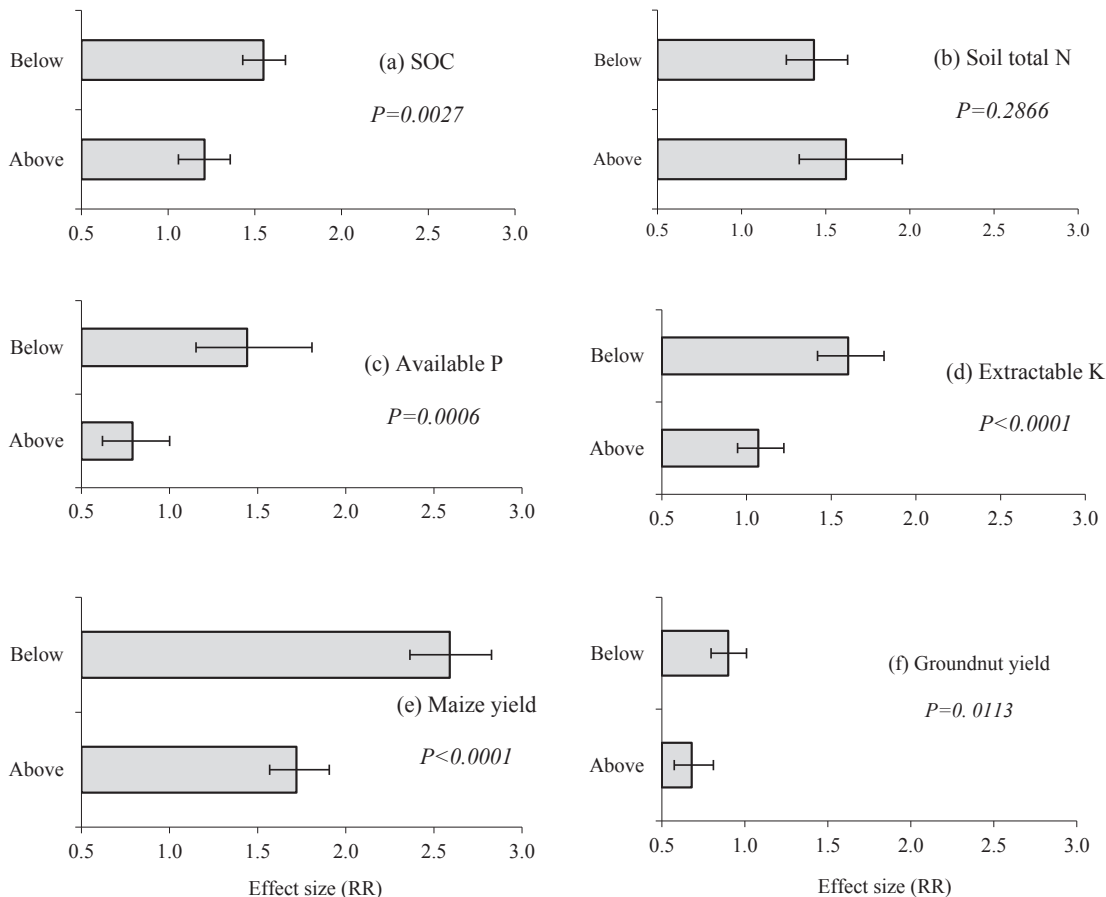 Below
(a) SOC
P=0.0027
Above
0.5 1.0 1.5 2.0 2.5 3.0
Below
(b) Soil total N
P=0.2866
Above
0.5 1.0 1.5 2.0 2.5 3.0
Below
(c) Available P
P=0.0006
Above
0.5 1.0 1.5 2.0 2.5 3.0
Below
(d) Extractable K
P<0.0001
Above
0.5 1.0 1.5 2.0 2.5 3.0
Below
(e) Maize yield
P<0.0001
Above
0.5 1.0 1.5 2.0 2.5 3.0
Effect size (RR)
Below
(f) Groundnut yield
P=0. 0113
Above
0.5 1.0 1.5 2.0 2.5 3.0
Effect size (RR)